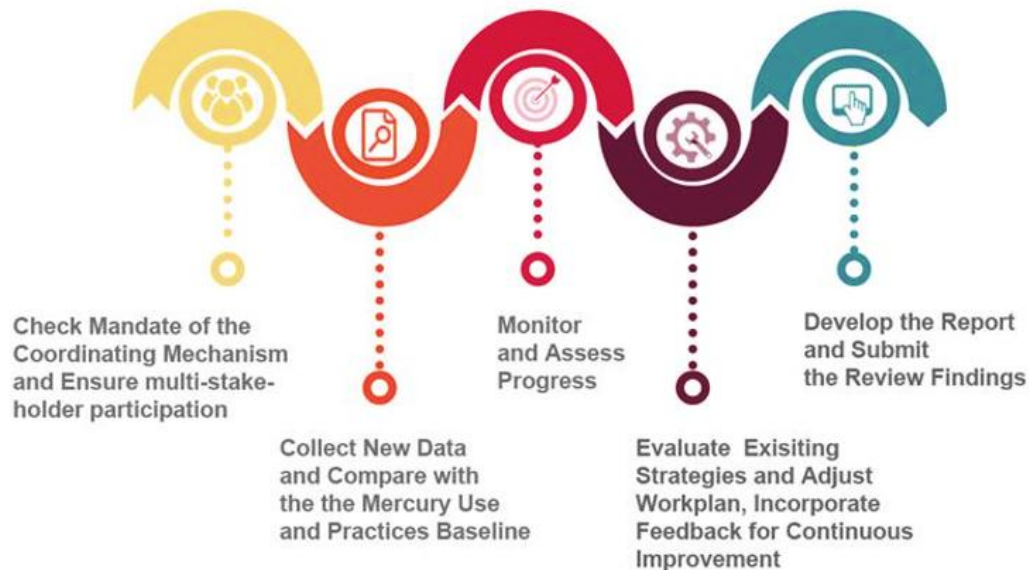 Check Mandate of the
Coordinating Mechanism
and Ensure multi-stake-
holder participation
Collect New Data
and Compare with
the the Mercury Use
and Practices Baseline
Monitor
and Assess
Progress
Evaluate Exisiting
Strategies and Adjust
Workplan, Incorporate
Feedback for Continuous
Improvement
Develop the Report
and Submit
the Review Findings